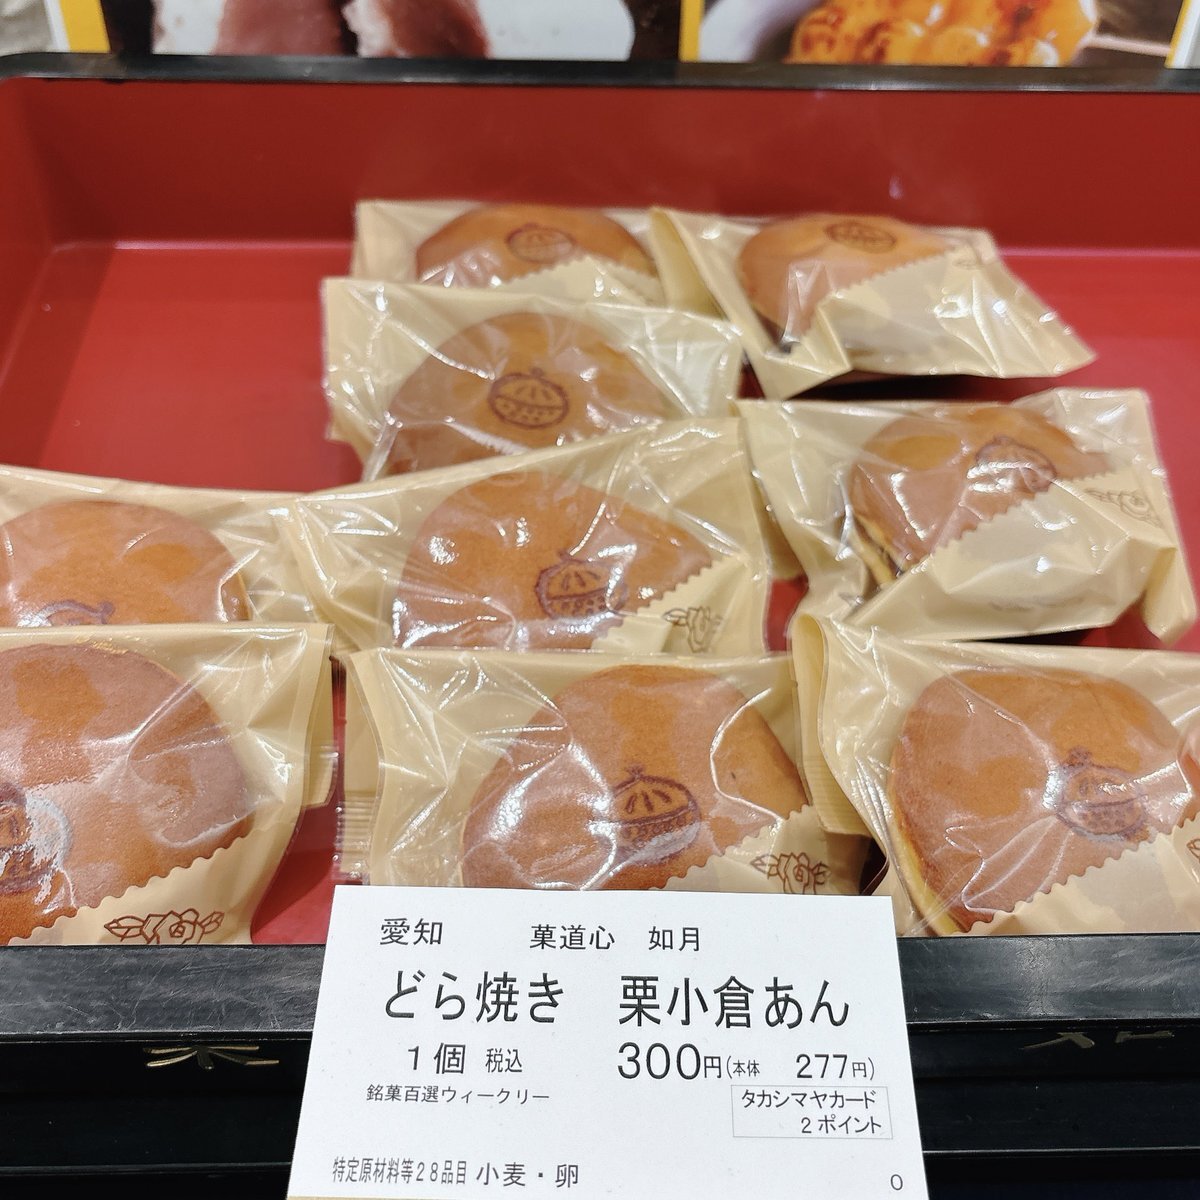 愛知　菓道心　如月
どら焼き　栗小倉あん
1個 税込　300円(本体　277円)
銘菓百選ウィークリー
タカシマヤカード
2ポイント
特定原材料等28品目 小麦・卵
0